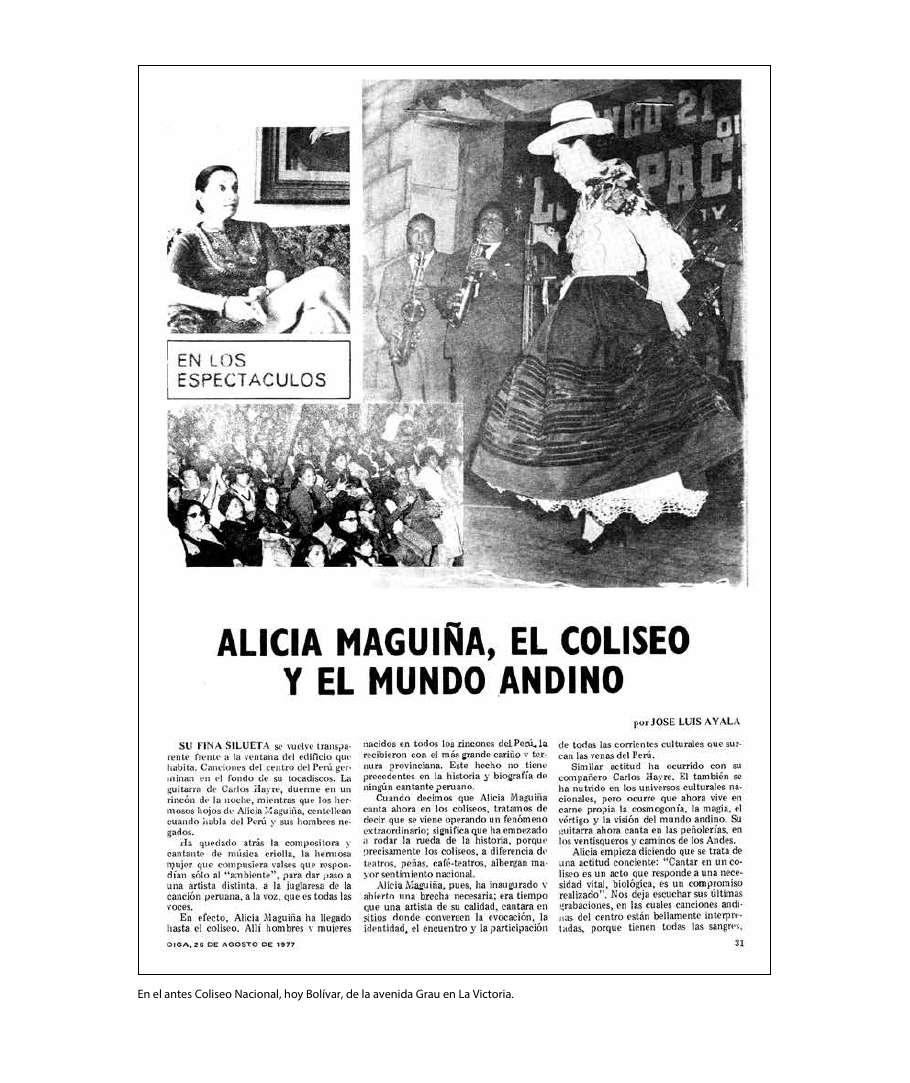 NGO 21
PAC
TY
EN LOS
ESPECTACULOS
ALICIA MAGUIÑA, EL COLISEO
Y EL MUNDO ANDINO
por JOSE LUIS AYALA
SU FINA SILUETA se vuelve transpa-
rente frente a la ventana del edificio que
habita. Canciones del centro del Perú ger-
minan en el fondo de su tocadiscos. La
guitarra de Carlos Hayre, duerme en un
rincón de la noche, mientras que los her-
mosos hojos de Alicia Maguiña, centellean
cuando habla del Perú y sus hombres ne-
gados.
Ha quedado atrás la compositora y
cantante de música criolla, la hermosa
mujer que compusiera valses que respon-
dían sólo al "ambiente", para dar paso a
una artista distinta, a la juglaresa de la
canción peruana, a la voz, que es todas las
voces.
En efecto, Alicia Maguiña ha llegado
hasta el coliseo. Allí hombres y mujeres
nacidos en todos los rincones del Perú, la
recibieron con el más grande cariño y ter-
nura provinciana. Este hecho no tiene
precedentes en la historia y biografía de
ningún cantante peruano.
Cuando decimos que Alicia Maguiña
canta ahora en los coliseos, tratamos de
decir que se viene operando un fenómeno
extraordinario; significa que ha empezado
a rodar la rueda de la historia, porque
precisamente los coliseos, a diferencia de
teatros, peñas, café-teatros, albergan ma-
yor sentimiento nacional.
Alicia Maguiña, pues, ha inaugurado y
abierto una brecha necesaria; era tiempo
que una artista de su calidad, cantara en
sitios donde conversen la evocación, la
identidad, el encuentro y la participación
de todas las corrientes culturales que sur-
can las venas del Perú.
Similar actitud ha ocurrido con su
compañero Carlos Hayre. El también se
ha nutrido en los universos culturales na-
cionales, pero ocurre que ahora vive en
carne propia la cosmogonía, la magia, el
vértigo y la visión del mundo andino. Su
guitarra ahora canta en las peñolerías, en
los ventisqueros y caminos de los Andes.
Alicia empieza diciendo que se trata de
una actitud conciente: "Cantar en un co-
liseo es un acto que responde a una nece-
sidad vital, biológica, es un compromiso
realizado". Nos deja escuchar sus últimas
grabaciones, en las cuales canciones andi-
nas del centro están bellamente interpre-
tadas, porque tienen todas las sangres,
OIGA, 26 DE AGOSTO DE 1977
31
En el antes Coliseo Nacional, hoy Bolívar, de la avenida Grau en La Victoria.